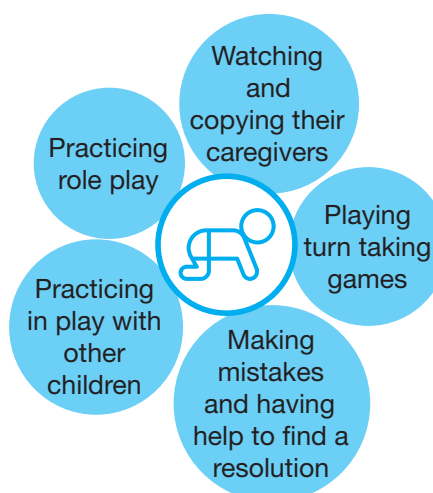 Watching
and
copying their
caregivers
Practicing
role play
Playing
turn taking
games
Practicing
in play with
other
children
Making
mistakes
and having
help to find a
resolution